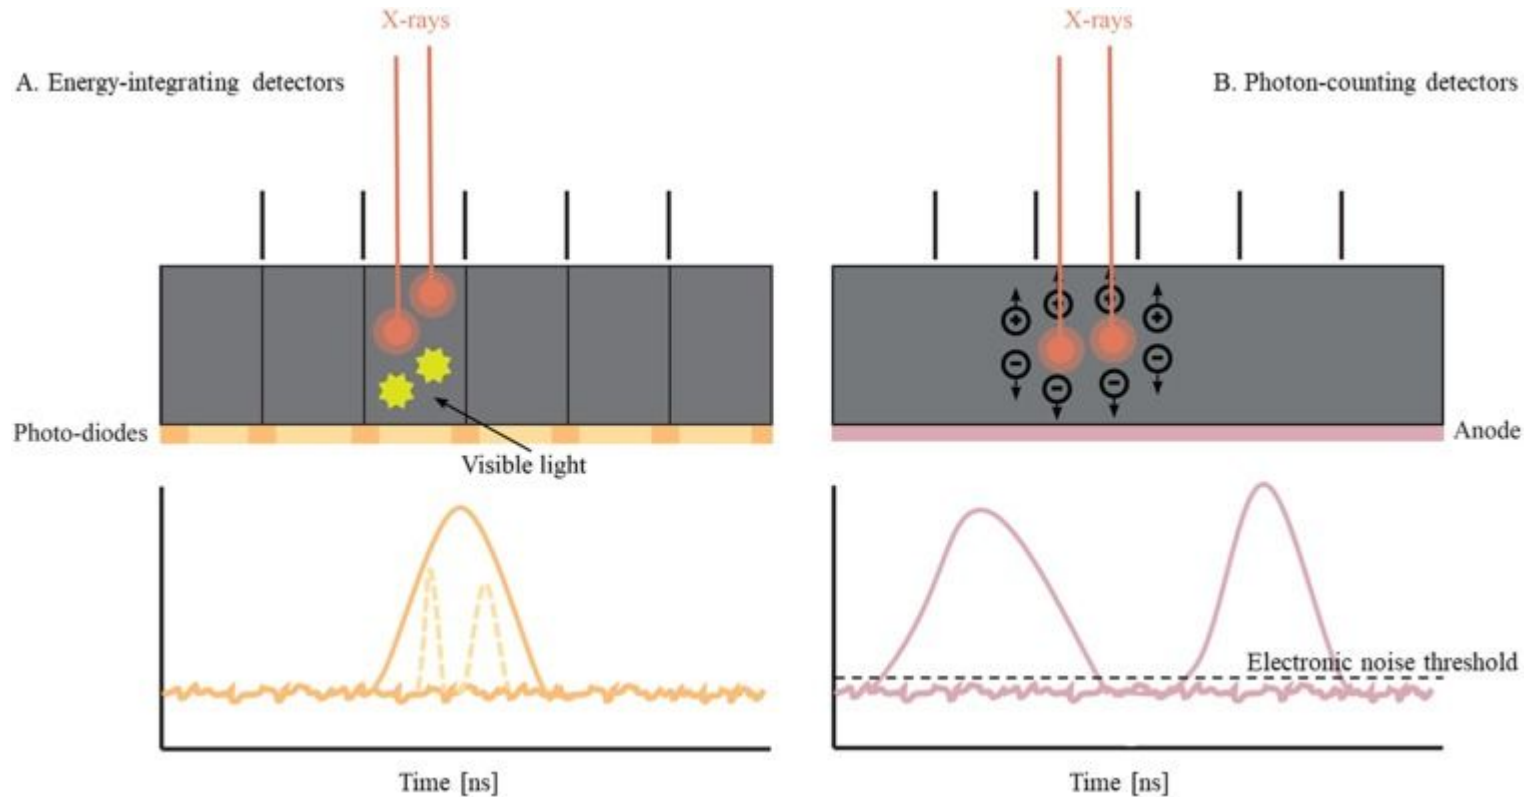 X-rays
A. Energy-integrating detectors
Photo-diodes
Visible light
Time [ns]
X-rays
B. Photon-counting detectors
+ + + +
- - - -
Anode
Electronic noise threshold
Time [ns]